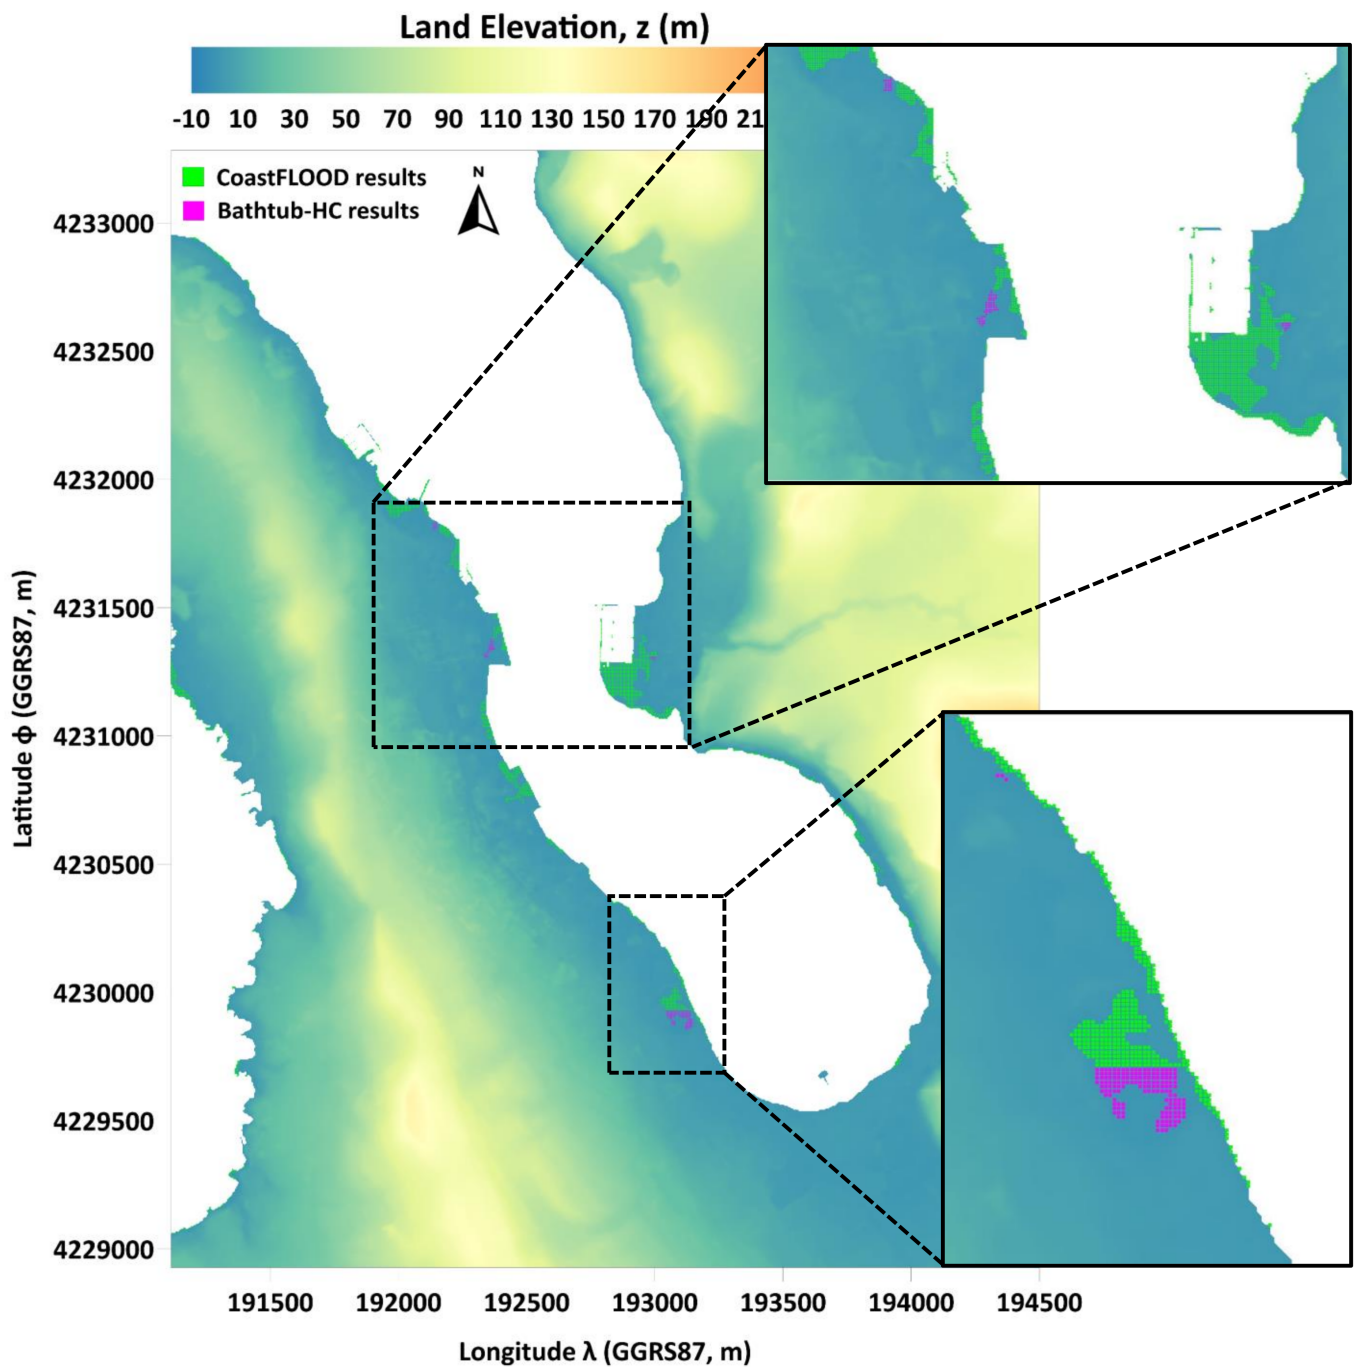 Land Elevation, z (m)
-10 10 30 50 70 90 110 130 150 170 190 21
CoastFLOOD results
Bathtub-HC results
N
4233000
4232500
4232000
4231500
4231000
4230500
4230000
4229500
4229000
Latitude ϕ (GGRS87, m)
191500 192000 192500 193000 193500 194000 194500
Longitude λ (GGRS87, m)